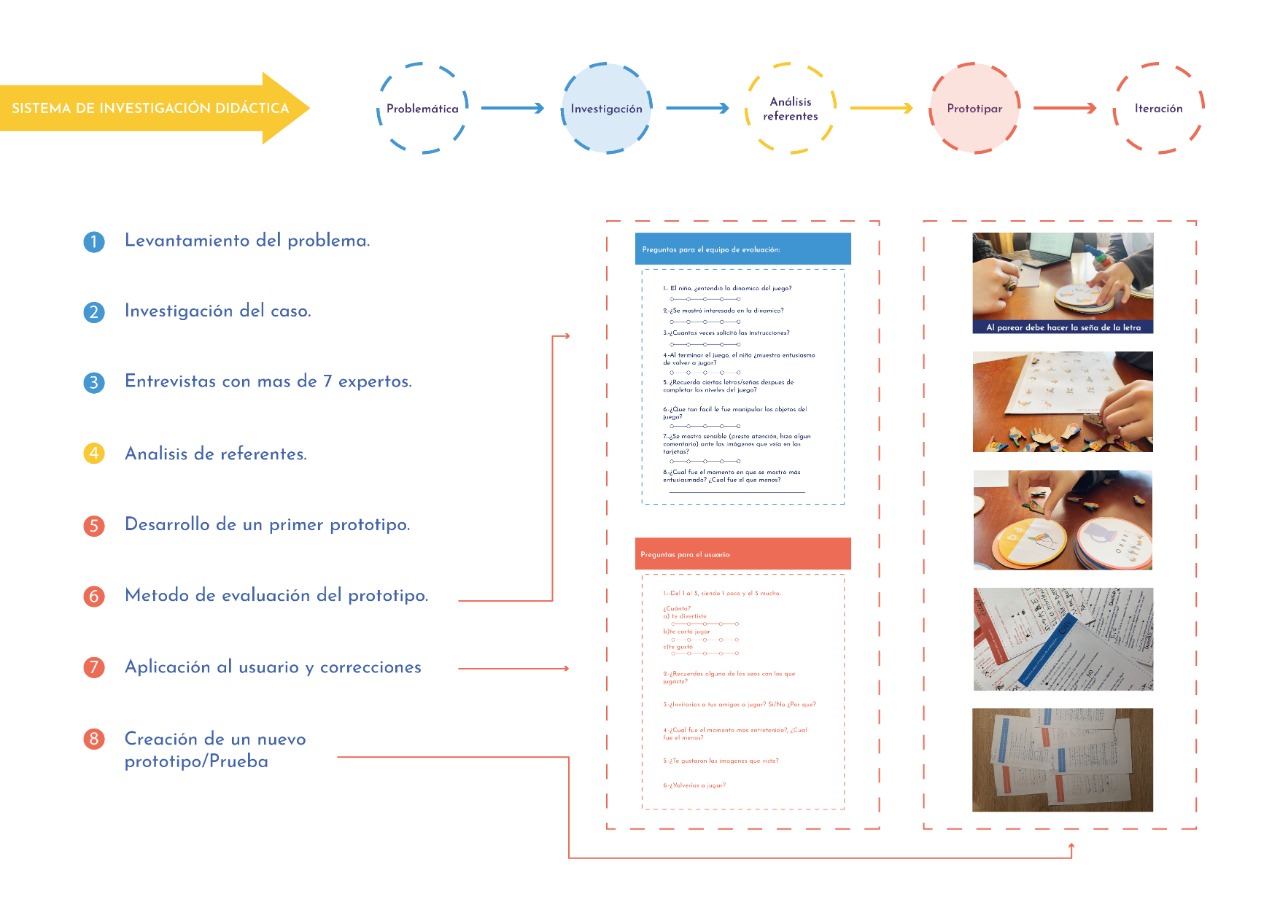 SISTEMA DE INVESTIGACIÓN DIDÁCTICA
Problemática
Investigación
Análisis
referentes
Prototipar
Iteración
1 Levantamiento del problema.
2 Investigación del caso.
3 Entrevistas con mas de 7 expertos.
4 Analisis de referentes.
5 Desarrollo de un primer prototipo.
6 Metodo de evaluación del prototipo.
7 Aplicación al usuario y correcciones
8 Creación de un nuevo
prototipo/Prueba
Preguntas para el equipo de evaluación:
1.- El niño, ¿entendió la dinamica del juego?
2-¿Se mostró interesado en la dinamica?
3.-¿Cuantas veces solicitó las instrucciones?
4-Al terminar el juego, el niño ¿muestra entusiasmo
de volver a jugar?
5.-¿Recuerda ciertas letras/señas despues de
completar los niveles del juego?
6.-¿Que tan facil le fue manipular los objetos del
juego?
7.-¿Se mostro sensible (presto atención, hizo algun
comentario) ante las imágenes que veia en las
tarjetas?
8.-¿Cual fue el momento en que se mostró más
entusiasmado? ¿Cual fue el que menos?
Preguntas para el usuario
1.-Del 1 al 5, siendo 1 poco y el 5 mucho.
¿Cuánto?
a) te divertiste
b)te costó jugar
c)te gustó
2.-¿Recuerdas alguna de las seas con las que
jugaste?
3-¿Invitarías a tus amigos a jugar? Si/No ¿Por que?
4.-¿Cual fue el momento mas entretenido?, ¿Cual
fue el menos?
5.-¿Te gustaron las imagenes que viste?
6.-¿Volverías a jugar?
Al parear debe hacer la seña de la letra